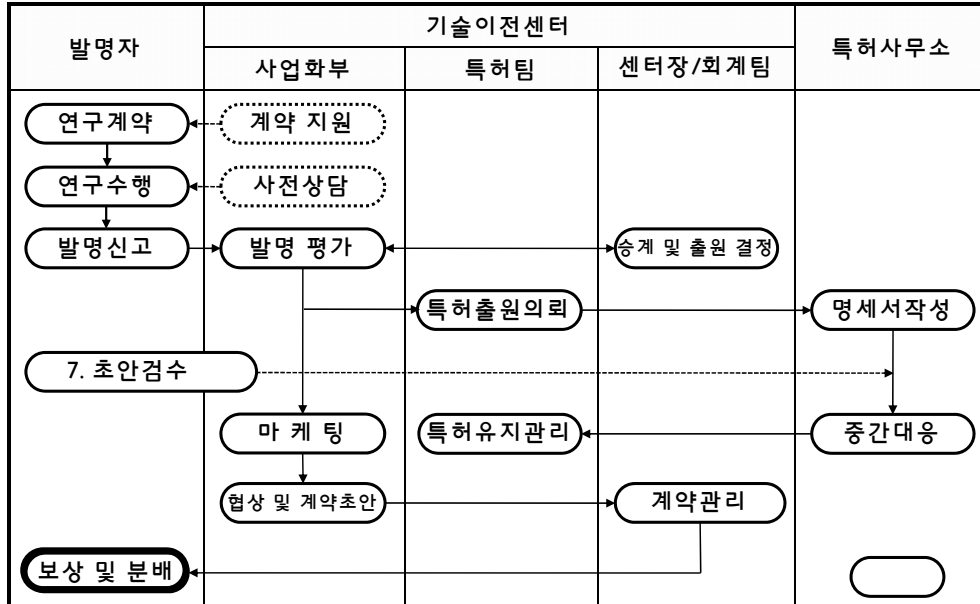 발명자
기술이전센터
특허사무소
사업화부
특허팀
센터장/회계팀
연구계약
계약 지원
연구수행
사전상담
발명신고
발명 평가
승계 및 출원 결정
특허출원의뢰
명세서작성
7. 초안검수
마 케 팅
특허유지관리
중간대응
협상 및 계약초안
계약관리
보상 및 분배